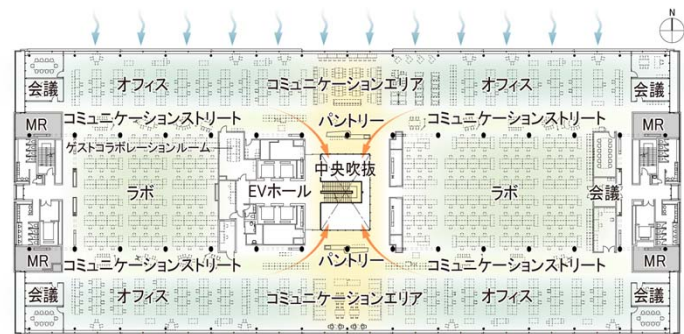 N
オフィス
コミュニケーションエリア
オフィス
会議
会議
コミュニケーションストリート
パントリー
コミュニケーションストリート
MR
MR
ゲストコラボレーションルーム
中央吹抜
ラボ
EVホール
ラボ
会議
MR
MR
コミュニケーションストリート
パントリー
コミュニケーションストリート
会議
オフィス
コミュニケーションエリア
オフィス
会議